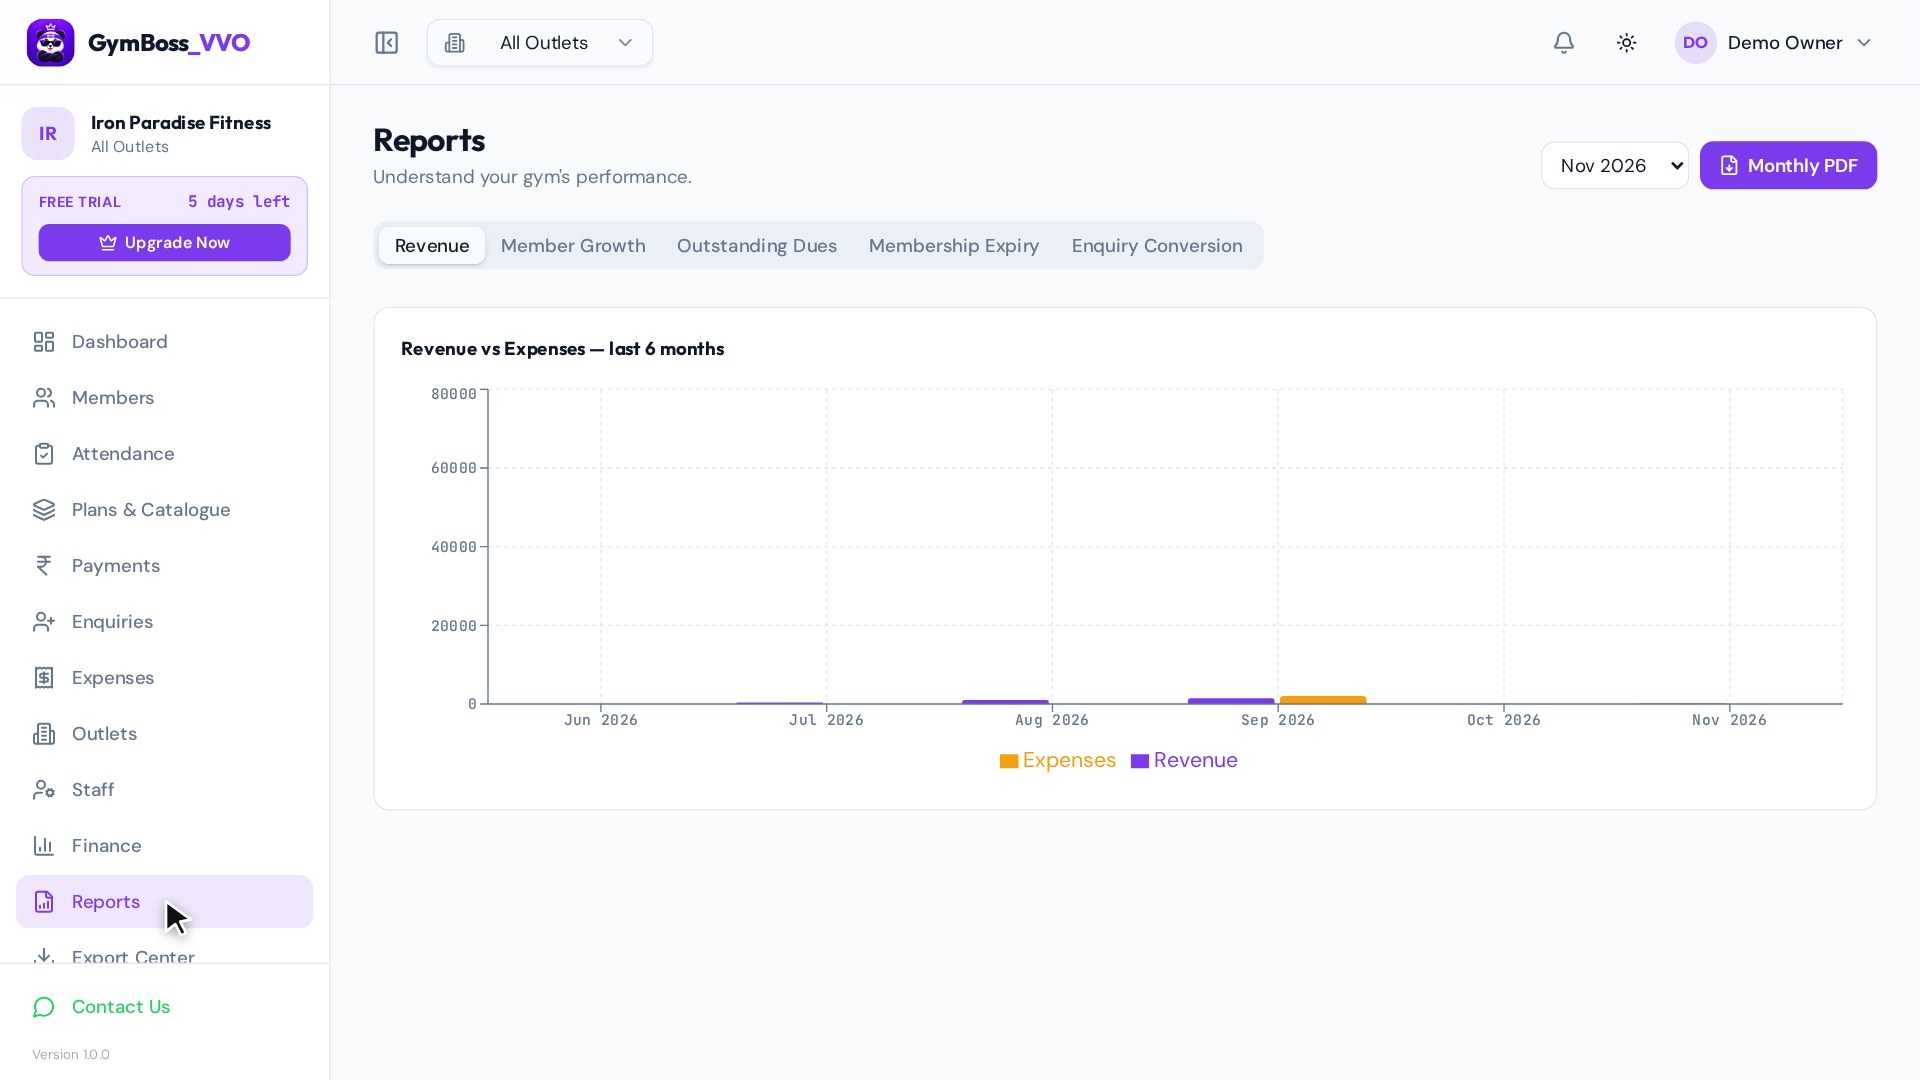 GymBoss_VVO
All Outlets
DO Demo Owner
IR
Iron Paradise Fitness
All Outlets
FREE TRIAL 5 days left
Upgrade Now
Dashboard
Members
Attendance
Plans & Catalogue
Payments
Enquiries
Expenses
Outlets
Staff
Finance
Reports
Export Center
Contact Us
Version 1.0.0
Reports
Understand your gym's performance.
Nov 2026
Monthly PDF
Revenue Member Growth Outstanding Dues Membership Expiry Enquiry Conversion
Revenue vs Expenses — last 6 months
80000
60000
40000
20000
0
Jun 2026 Jul 2026 Aug 2026 Sep 2026 Oct 2026 Nov 2026
Expenses Revenue